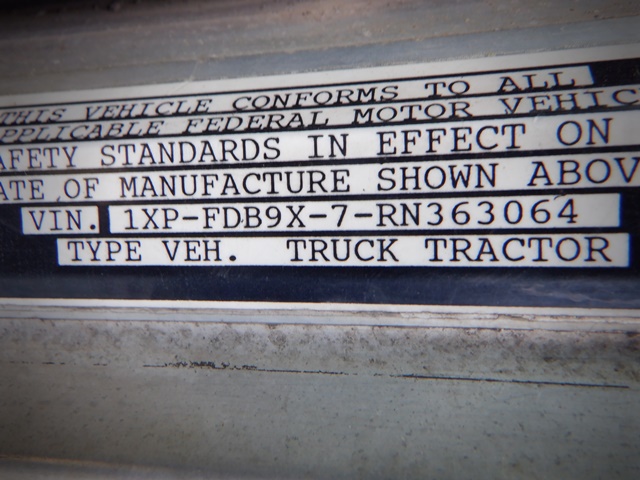 THIS VEHICLE CONFORMS TO ALL
APPLICABLE FEDERAL MOTOR VEHIC
AFETY STANDARDS IN EFFECT ON
ATE OF MANUFACTURE SHOWN ABOV
VIN. 1XP-FDB9X-7-RN363064
TYPE VEH. TRUCK TRACTOR